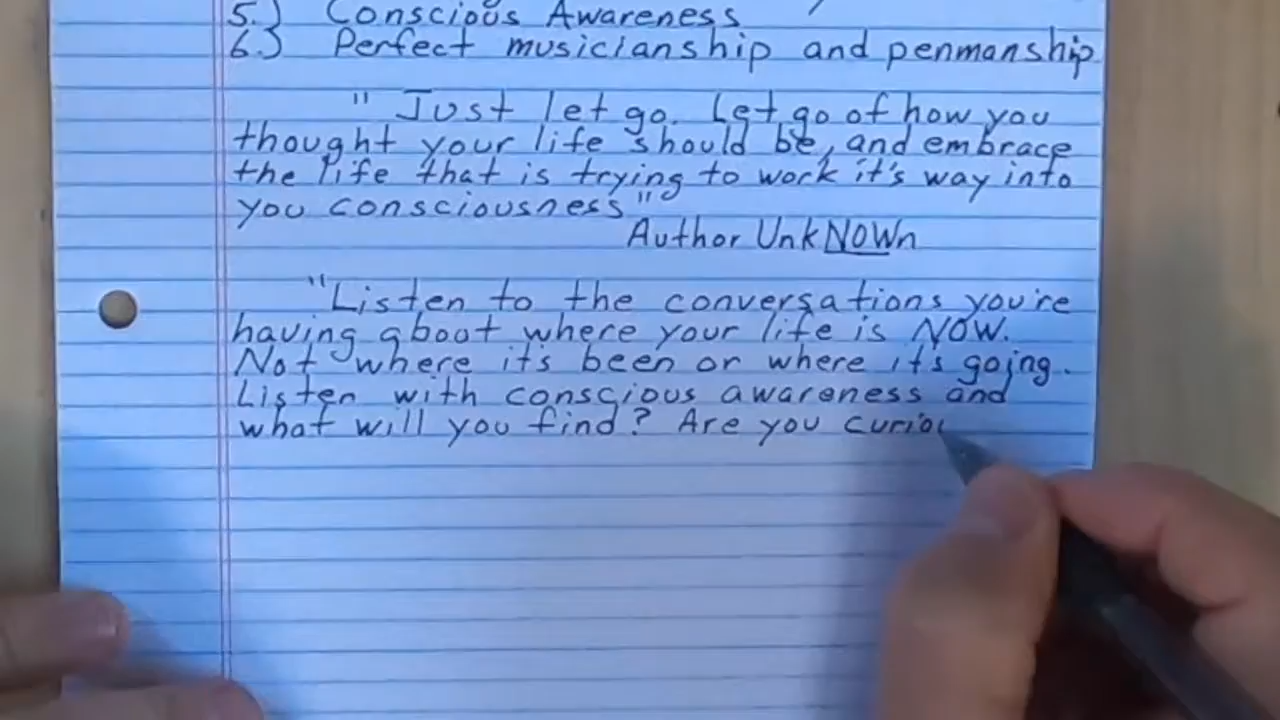 5.) Conscious Awareness
6.) Perfect musicianship and penmanship
" Just let go. Let go of how you
thought your life should be, and embrace
the life that is trying to work it's way into
you consciousness"
Author UnkNOWn
"Listen to the conversations you're
having about where your life is NOW.
Not where it's been or where it's going.
Listen with conscious awareness and
what will you find? Are you curiou